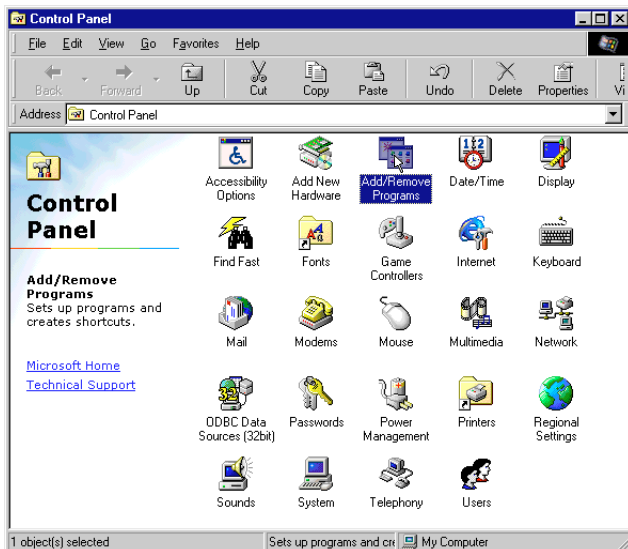 Control Panel
File Edit View Go Favorites Help
Back Forward Up Cut Copy Paste Undo Delete Properties Vi
Address Control Panel
Control
Panel
Add/Remove
Programs
Sets up programs and
creates shortcuts.
Microsoft Home
Technical Support
Accessibility
Options
Add New
Hardware
Add/Remove
Programs
Date/Time
Display
Find Fast
Fonts
Game
Controllers
Internet
Keyboard
Mail
Modems
Mouse
Multimedia
Network
ODBC Data
Sources (32bit)
Passwords
Power
Management
Printers
Regional
Settings
Sounds
System
Telephony
Users
1 object(s) selected Sets up programs and cre My Computer